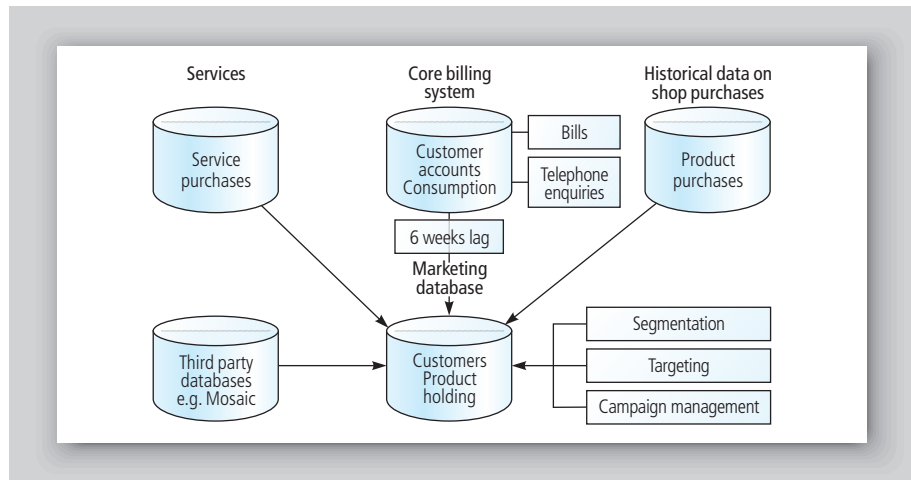 Services
Core billing
system
Historical data on
shop purchases
Service
purchases
Customer
accounts
Consumption
Bills
Telephone
enquiries
Product
purchases
6 weeks lag
Marketing
database
Third party
databases
e.g. Mosaic
Customers
Product
holding
Segmentation
Targeting
Campaign management